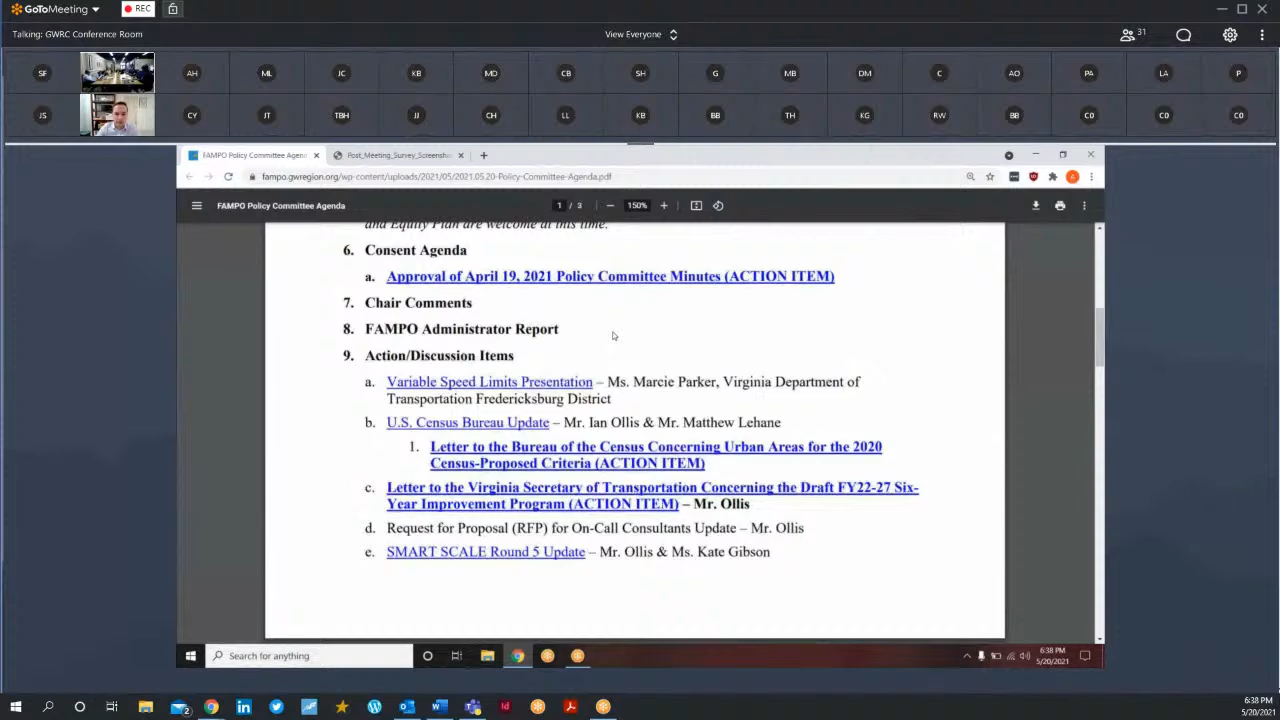 GoToMeeting
REC
Talking: GWRC Conference Room
View Everyone
31
SF AH ML JC KB MD CB SH G MB DM C AO PA LA P
JS CY JT TBH JJ CH LL KB BB TH KG RW BB C0 C0 C0
FAMPO Policy Committee Agen
Post_Meeting_Survey_Screensh
fampo.gwregion.org/wp-content/uploads/2021/05/2021.05.20-Policy-Committee-Agenda.pdf
FAMPO Policy Committee Agenda
1 / 3
150%
and Equity Plan are welcome at this time.
6. Consent Agenda
a. Approval of April 19, 2021 Policy Committee Minutes (ACTION ITEM)
7. Chair Comments
8. FAMPO Administrator Report
9. Action/Discussion Items
a. Variable Speed Limits Presentation – Ms. Marcie Parker, Virginia Department of
Transportation Fredericksburg District
b. U.S. Census Bureau Update – Mr. Ian Ollis & Mr. Matthew Lehane
1. Letter to the Bureau of the Census Concerning Urban Areas for the 2020
Census-Proposed Criteria (ACTION ITEM)
c. Letter to the Virginia Secretary of Transportation Concerning the Draft FY22-27 Six-
Year Improvement Program (ACTION ITEM) – Mr. Ollis
d. Request for Proposal (RFP) for On-Call Consultants Update – Mr. Ollis
e. SMART SCALE Round 5 Update – Mr. Ollis & Ms. Kate Gibson
Search for anything
6:38 PM
5/20/2021
6:38 PM
5/20/2021